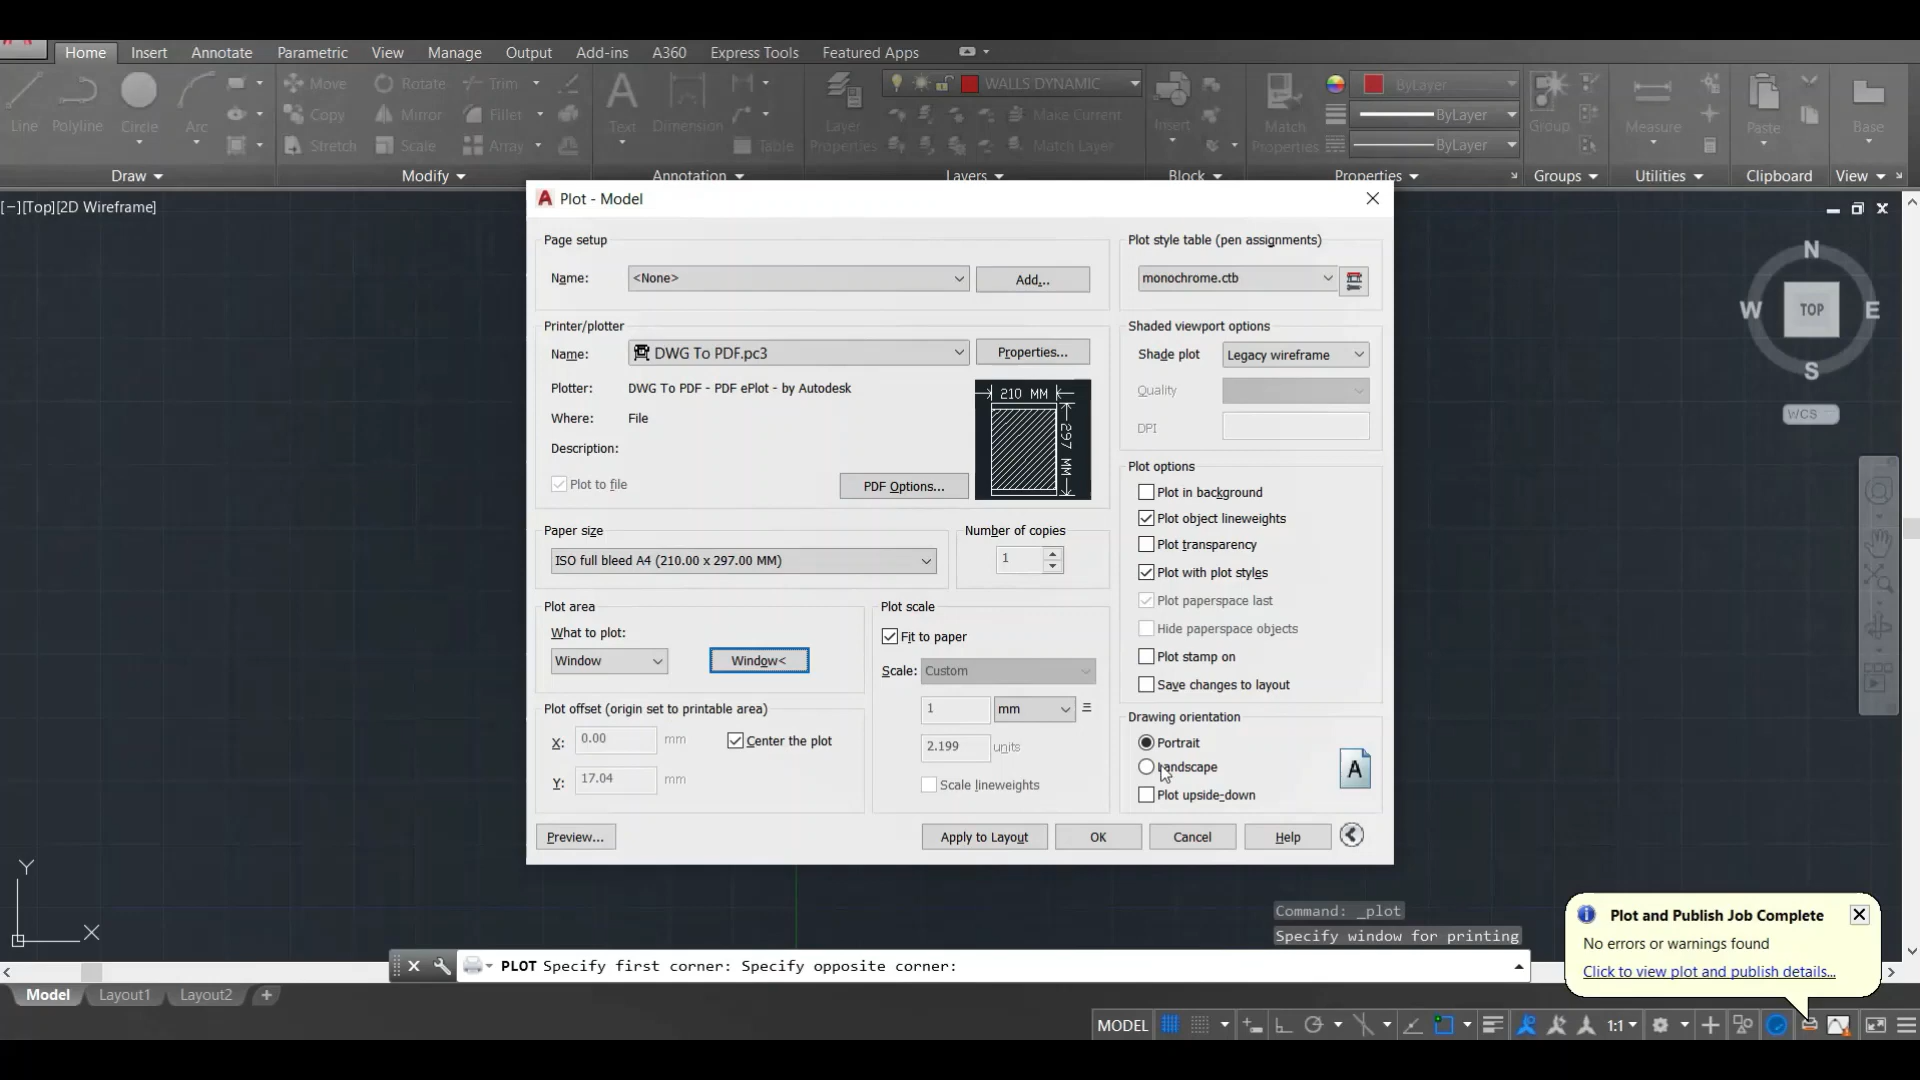 Home Insert Annotate Parametric View Manage Output Add-ins A360 Express Tools Featured Apps
Move Rotate Trim WALLS DYNAMIC ByLayer
Copy Mirror Fillet Make Current ByLayer
Line Polyline Circle Arc Text Dimension Layer Insert Match Group Measure Paste Base
Stretch Scale Array Table Properties Match Layer Properties ByLayer
Draw Modify Annotation Layers Block Properties Groups Utilities Clipboard View
[−][Top][2D Wireframe]
Plot - Model
N
W TOP E
S
WCS
Page setup
Name: <None> Add...
Plot style table (pen assignments)
monochrome.ctb
Printer/plotter
Name: DWG To PDF.pc3 Properties...
Plotter: DWG To PDF - PDF ePlot - by Autodesk
Where: File
Description:
Plot to file
PDF Options...
210 MM
297 MM
Shaded viewport options
Shade plot Legacy wireframe
Quality
DPI
Paper size
ISO full bleed A4 (210.00 x 297.00 MM)
Number of copies
1
Plot options
Plot in background
Plot object lineweights
Plot transparency
Plot with plot styles
Plot paperspace last
Hide paperspace objects
Plot stamp on
Save changes to layout
Plot area
What to plot:
Window Window<
Plot scale
Fit to paper
Scale: Custom
1 mm =
2.199 units
Scale lineweights
Plot offset (origin set to printable area)
X: 0.00 mm Center the plot
Y: 17.04 mm
Drawing orientation
Portrait
Landscape
Plot upside-down
A
Preview... Apply to Layout OK Cancel Help
Y
X
Command: _plot
Specify window for printing
PLOT Specify first corner: Specify opposite corner:
Plot and Publish Job Complete
No errors or warnings found
Click to view plot and publish details...
Model Layout1 Layout2 +
MODEL 1:1